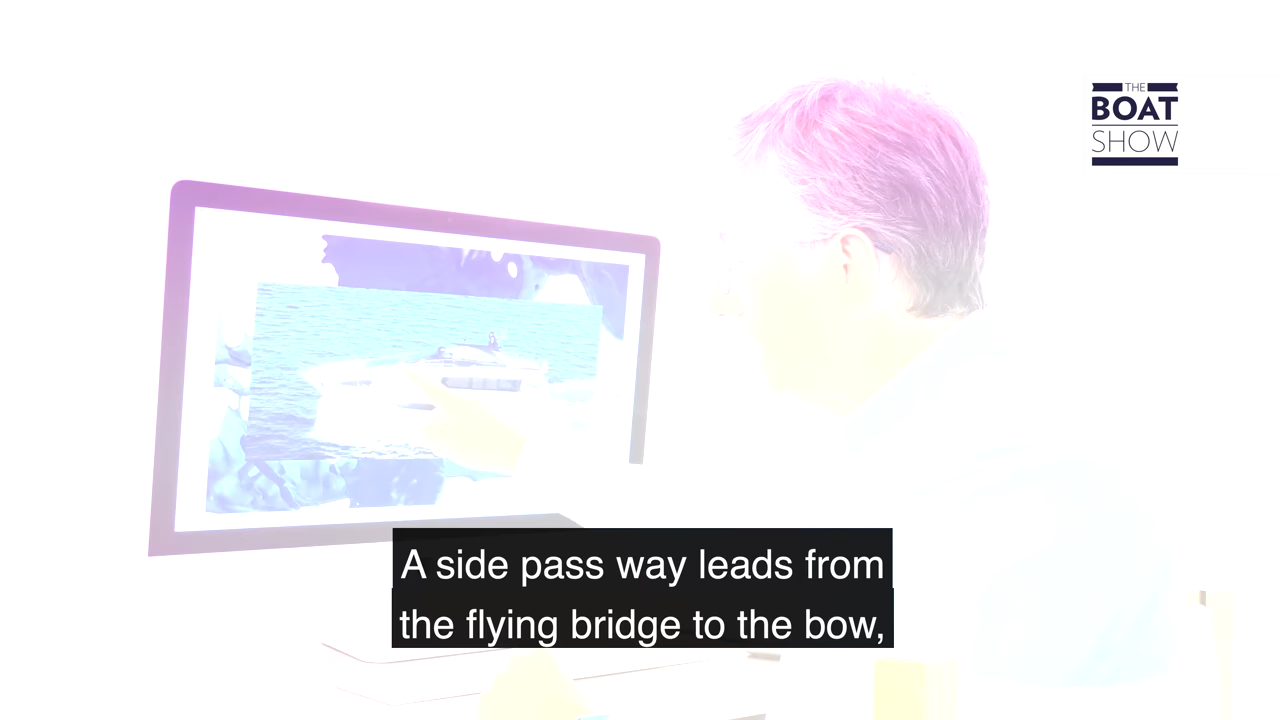 THE
BOAT
SHOW
A side pass way leads from
the flying bridge to the bow,